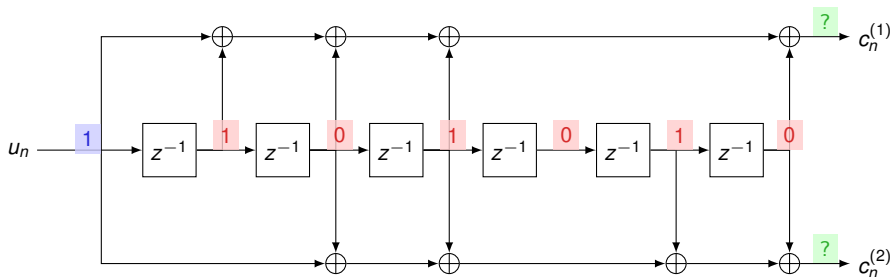 ? c_n^{(1)}
u_n 1 z^{-1} 1 z^{-1} 0 z^{-1} 1 z^{-1} 0 z^{-1} 1 z^{-1} 0
? c_n^{(2)}